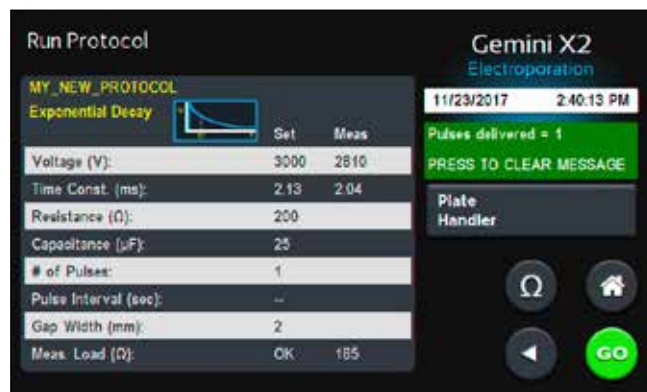 Run Protocol
Gemini X2
Electroporation
MY_NEW_PROTOCOL
Exponential Decay
Set Meas
Voltage (V): 3000 2810
Time Const. (ms): 2.13 2.04
Resistance (Ω): 200
Capacitance (µF): 25
# of Pulses: 1
Pulse Interval (sec): --
Gap Width (mm): 2
Meas. Load (Ω): OK 185
11/23/2017 2:40:13 PM
Pulses delivered = 1
PRESS TO CLEAR MESSAGE
Plate
Handler
Ω
GO